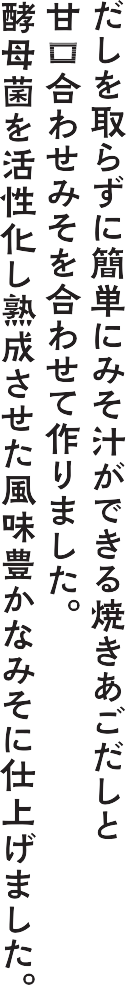 だしを取らずに簡単にみそ汁ができる焼きあごだしと
甘口合わせみそを合わせて作りました。
酵母菌を活性化し熟成させた風味豊かなみそに仕上げました。